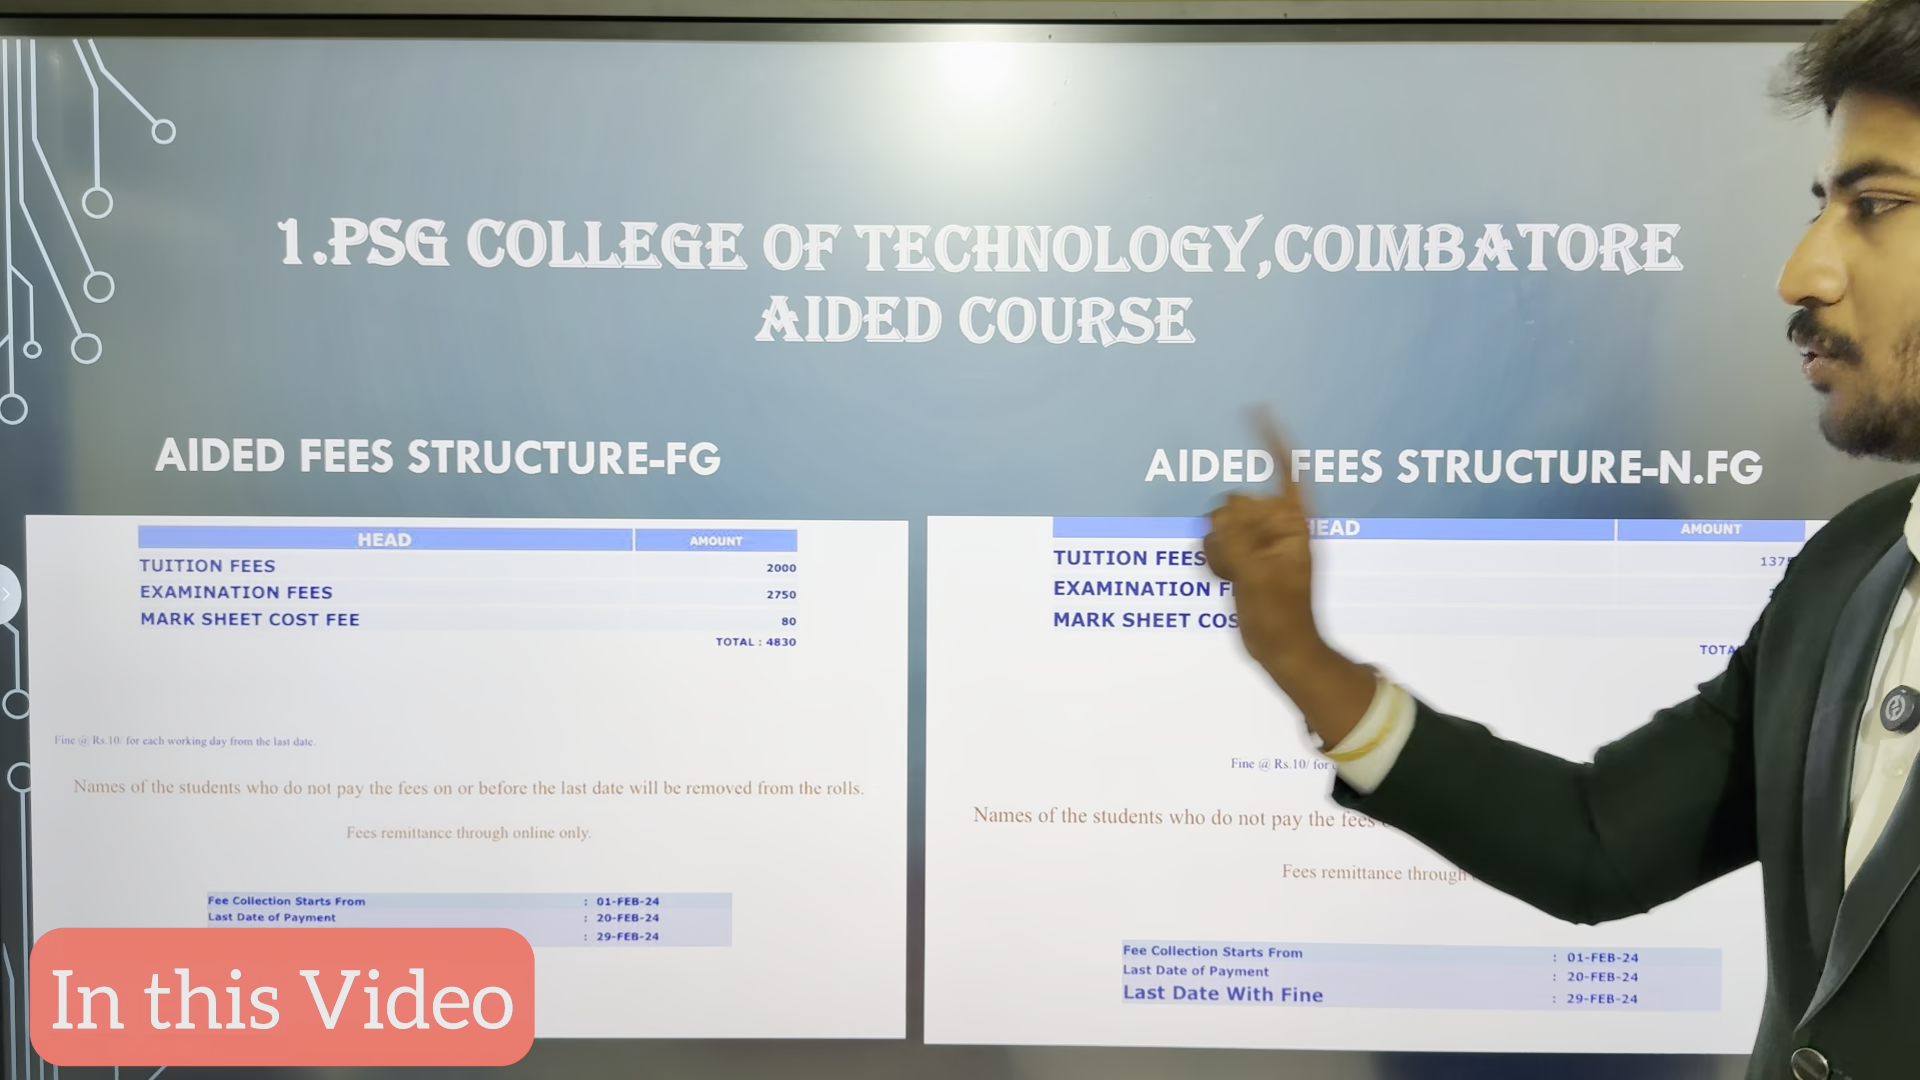 1.PSG COLLEGE OF TECHNOLOGY,COIMBATORE
AIDED COURSE
AIDED FEES STRUCTURE-FG
HEAD AMOUNT
TUITION FEES 2000
EXAMINATION FEES 2750
MARK SHEET COST FEE 80
TOTAL : 4830
Fine @ Rs.10/ for each working day from the last date.
Names of the students who do not pay the fees on or before the last date will be removed from the rolls.
Fees remittance through online only.
Fee Collection Starts From : 01-FEB-24
Last Date of Payment : 20-FEB-24
: 29-FEB-24
AIDED FEES STRUCTURE-N.FG
HEAD AMOUNT
TUITION FEES
EXAMINATION
MARK SHEET
Fine @ Rs.10/ for
Names of the students who do not pay the fees
Fees remittance through
Fee Collection Starts From : 01-FEB-24
Last Date of Payment : 20-FEB-24
Last Date With Fine : 29-FEB-24
In this Video